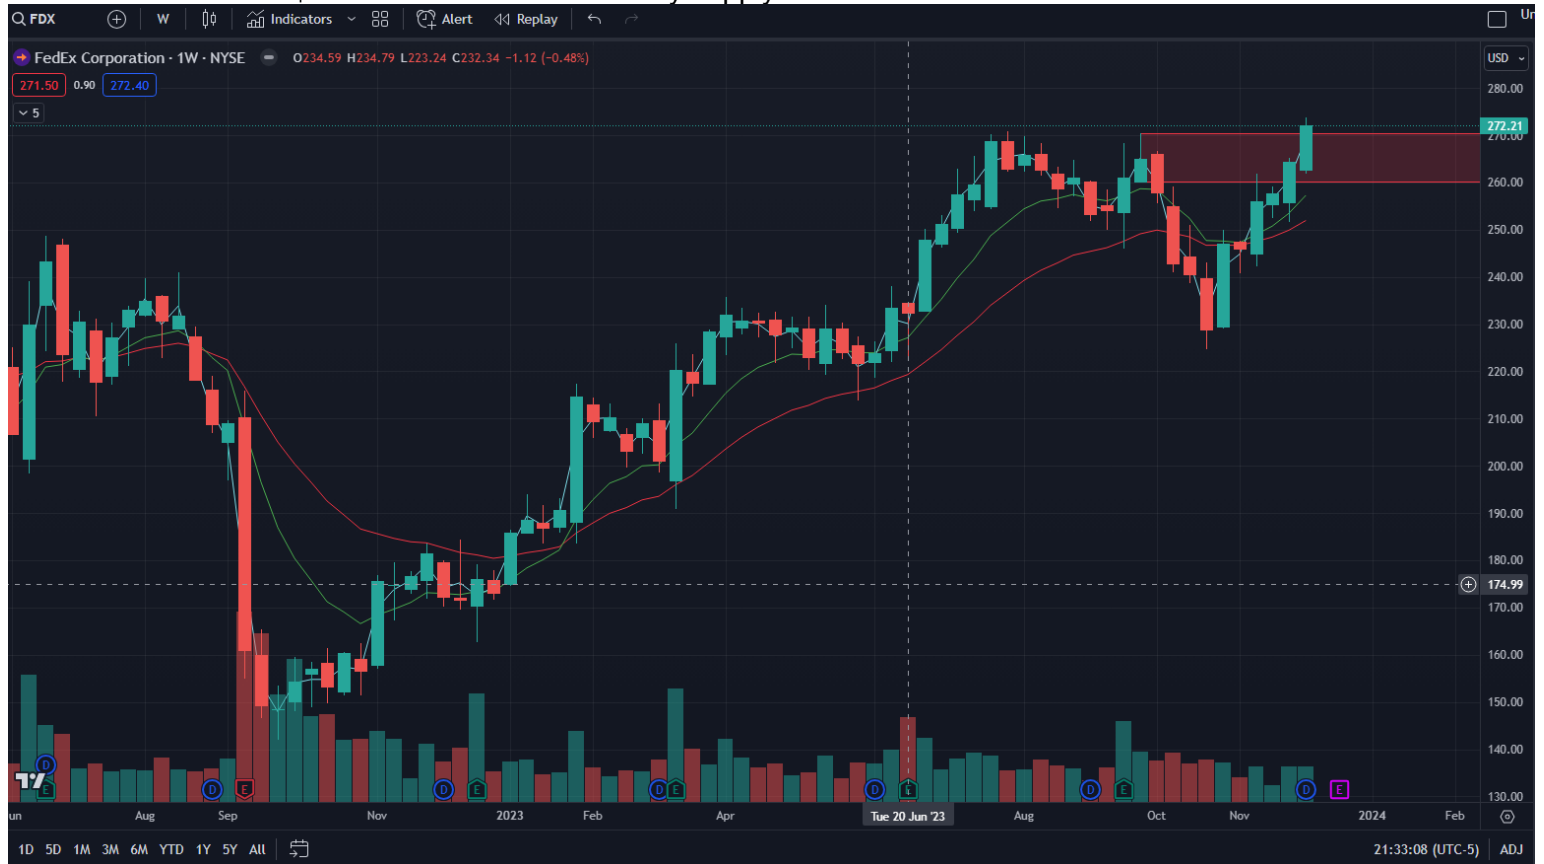 FDX
W
Indicators
Alert
Replay
Un
FedEx Corporation · 1W · NYSE
O234.59 H234.79 L223.24 C232.34 −1.12 (−0.48%)
USD
271.50 0.90 272.40
5
280.00
272.21
270.00
260.00
250.00
240.00
230.00
220.00
210.00
200.00
190.00
180.00
174.99
170.00
160.00
150.00
140.00
130.00
D
E D E D E D E D E D E D E
un Aug Sep Nov 2023 Feb Apr Tue 20 Jun '23 Aug Oct Nov 2024 Feb
1D 5D 1M 3M 6M YTD 1Y 5Y All
21:33:08 (UTC-5) ADJ